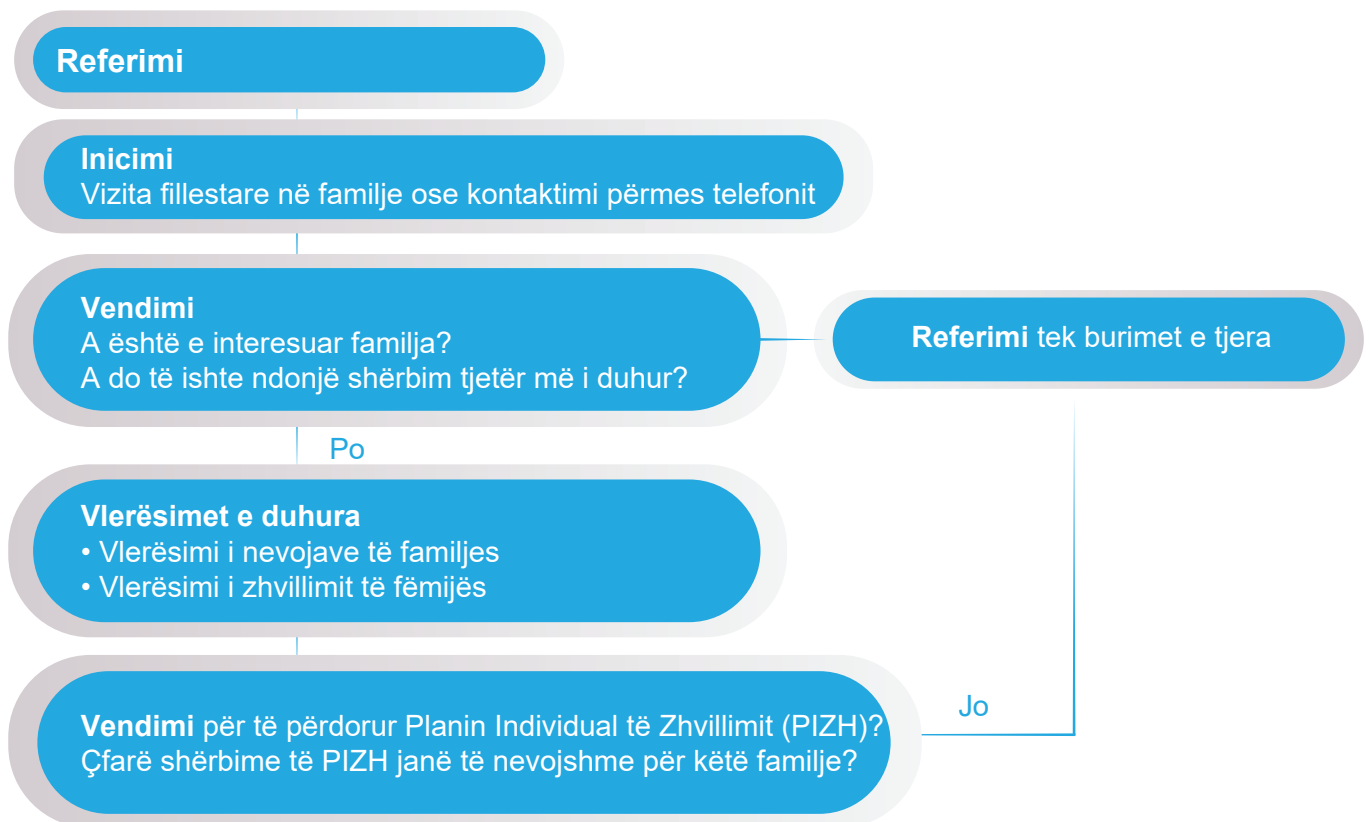 Referimi
Inicimi
Vizita fillestare në familje ose kontaktimi përmes telefonit
Vendimi
A është e interesuar familja?
A do të ishte ndonjë shërbim tjetër më i duhur?
Referimi tek burimet e tjera
Po
Vlerësimet e duhura
• Vlerësimi i nevojave të familjes
• Vlerësimi i zhvillimit të fëmijës
Vendimi për të përdorur Planin Individual të Zhvillimit (PIZH)?
Çfarë shërbime të PIZH janë të nevojshme për këtë familje?
Jo